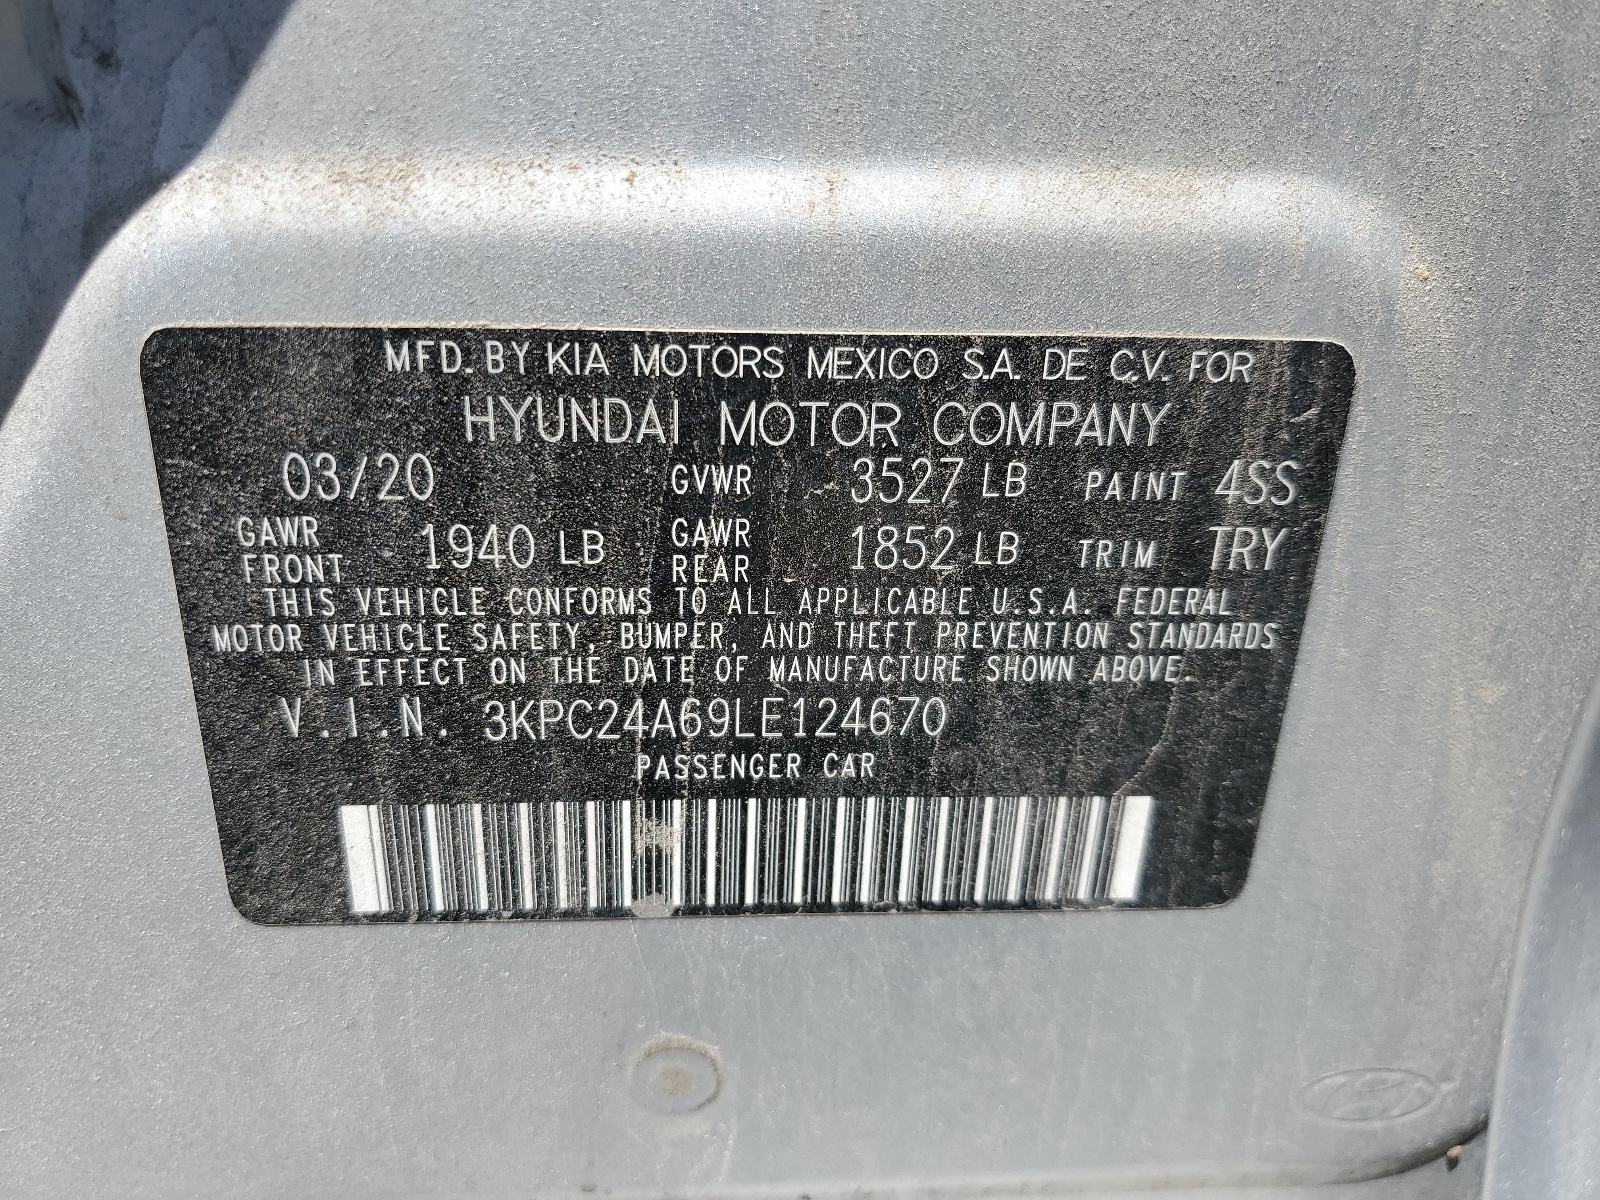 MFD. BY KIA MOTORS MEXICO S.A. DE C.V. FOR
HYUNDAI MOTOR COMPANY
03/20 GVWR 3527 LB PAINT 4SS
GAWR FRONT 1940 LB GAWR REAR 1852 LB TRIM TRY
THIS VEHICLE CONFORMS TO ALL APPLICABLE U.S.A. FEDERAL
MOTOR VEHICLE SAFETY, BUMPER, AND THEFT PREVENTION STANDARDS
IN EFFECT ON THE DATE OF MANUFACTURE SHOWN ABOVE.
V.I.N. 3KPC24A69LE124670
PASSENGER CAR